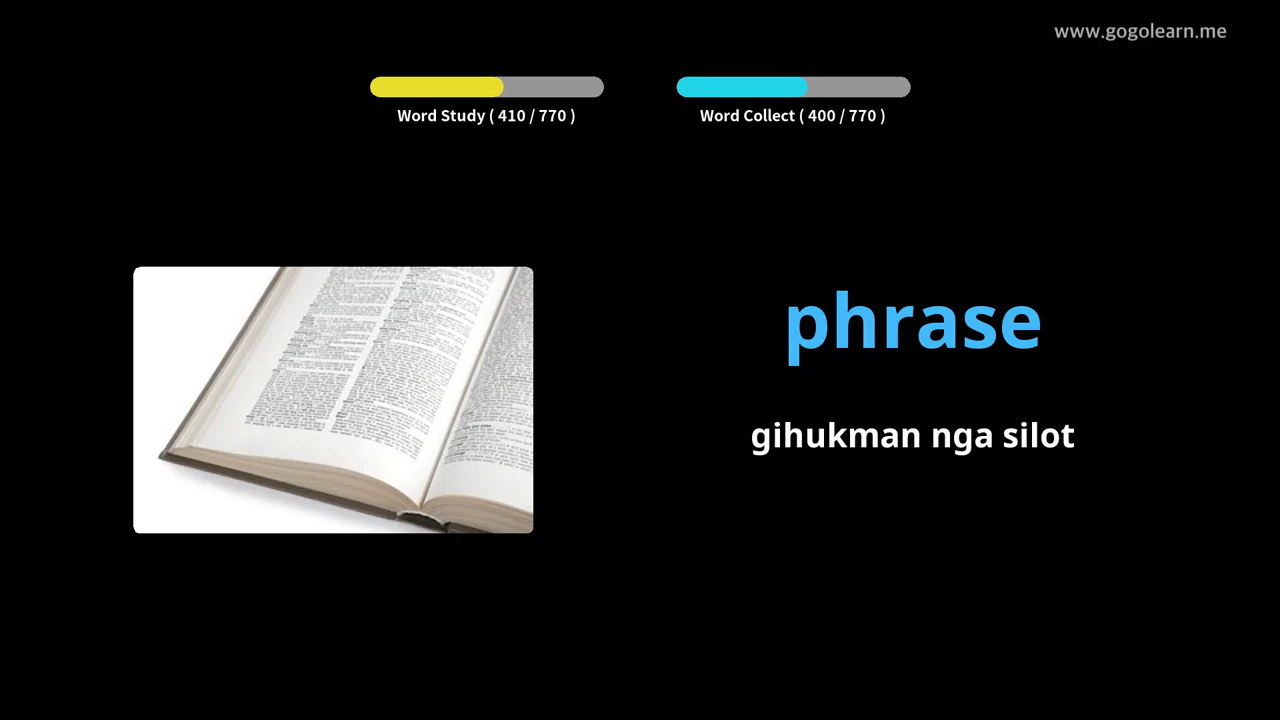 www.gogolearn.me
Word Study ( 410 / 770 )
Word Collect ( 400 / 770 )
phrase
gihukman nga silot